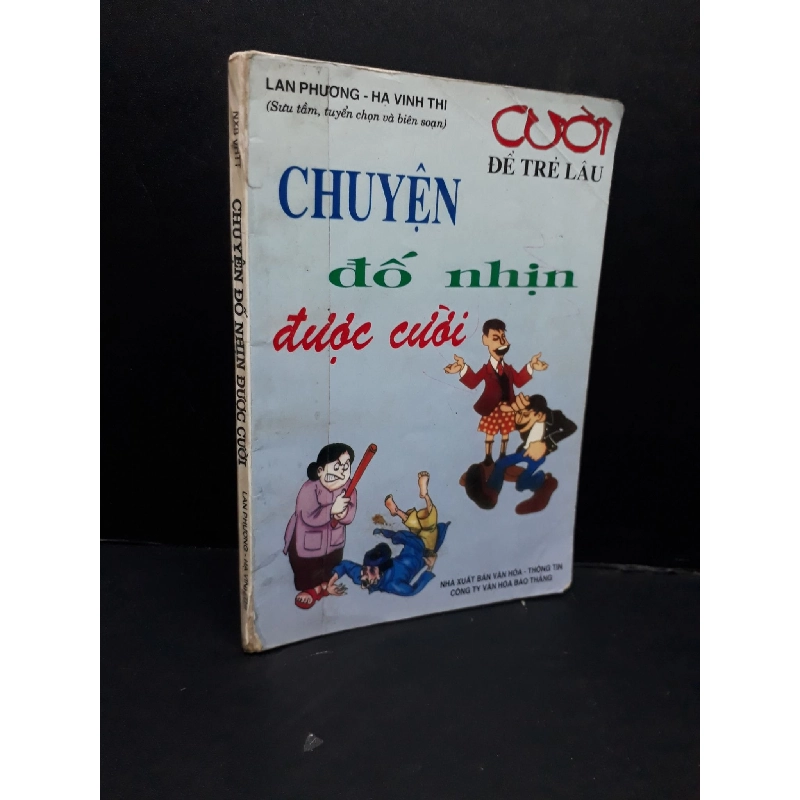 LAN PHƯƠNG - HẠ VINH THI
(Sưu tầm, tuyển chọn và biên soạn)
CƯỜI
ĐỂ TRẺ LÂU
CHUYỆN
đố nhịn
được cười
NHÀ XUẤT BẢN VĂN HÓA - THÔNG TIN
CÔNG TY VĂN HÓA BẢO THẮNG
CHUYỆN ĐỐ NHỊN ĐƯỢC CƯỜI
LAN PHƯƠNG - HẠ